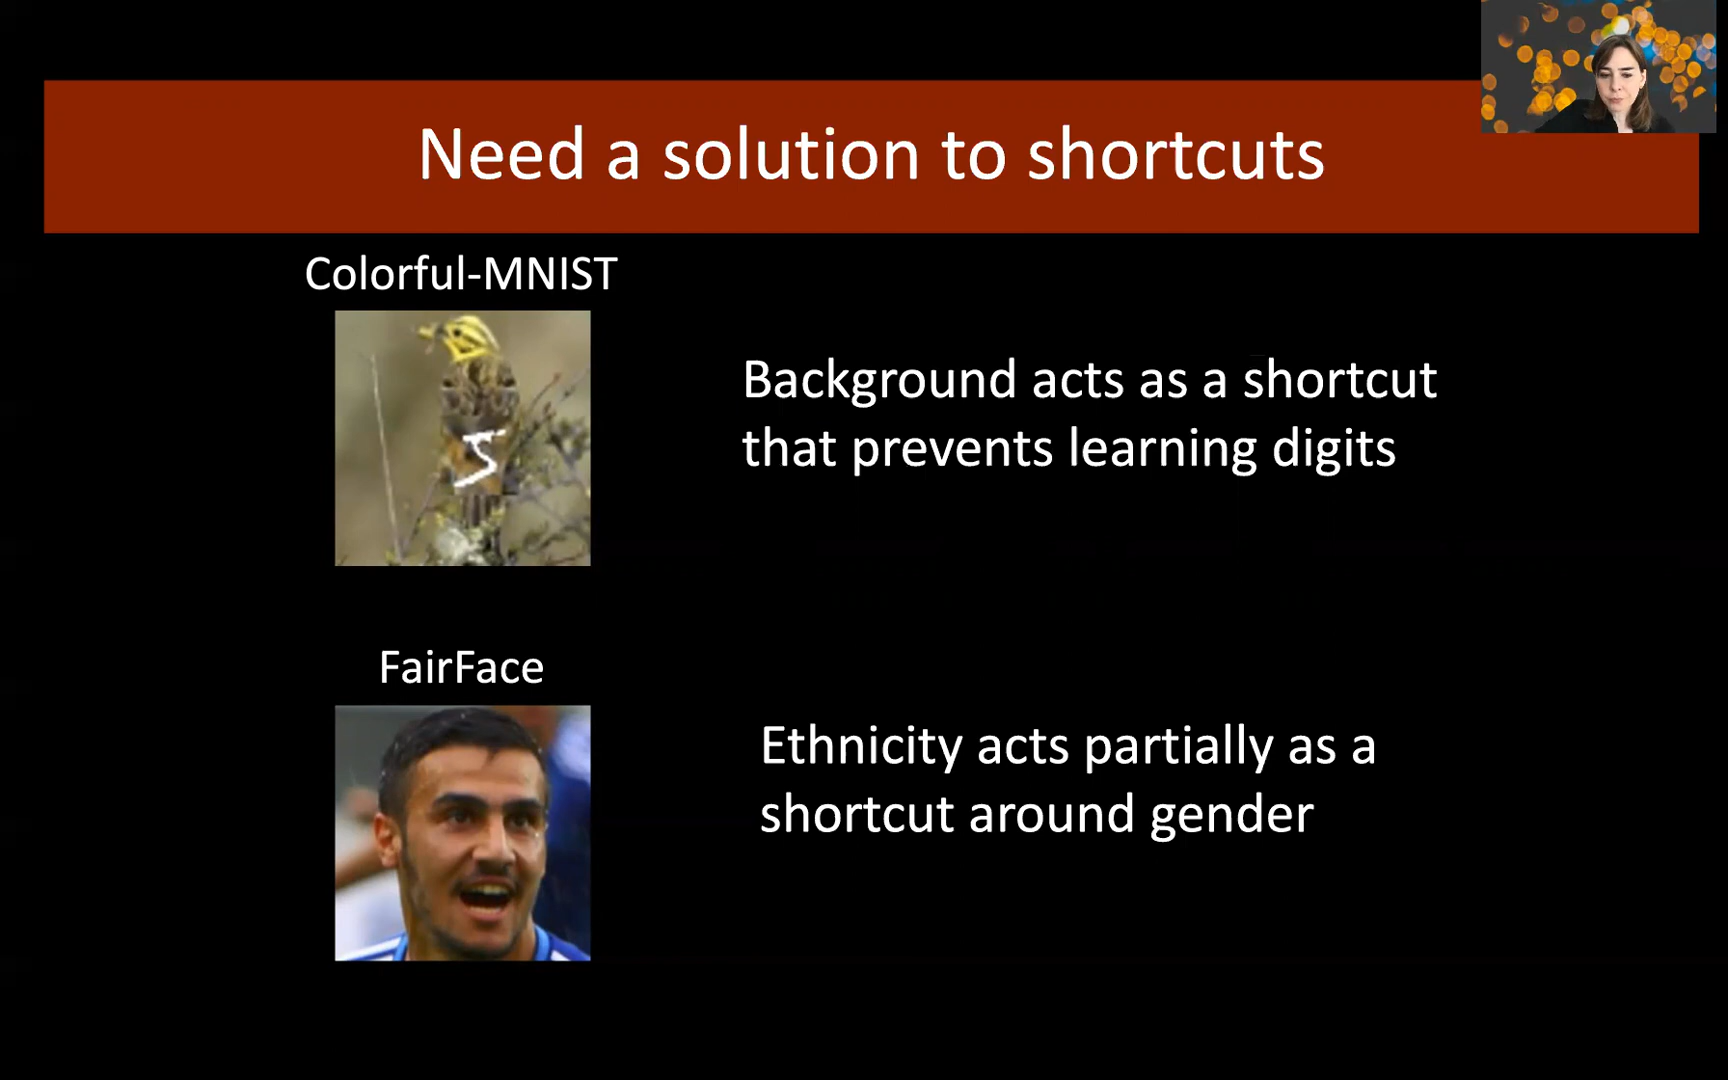 Need a solution to shortcuts
Colorful-MNIST
Background acts as a shortcut
that prevents learning digits
5
FairFace
Ethnicity acts partially as a
shortcut around gender